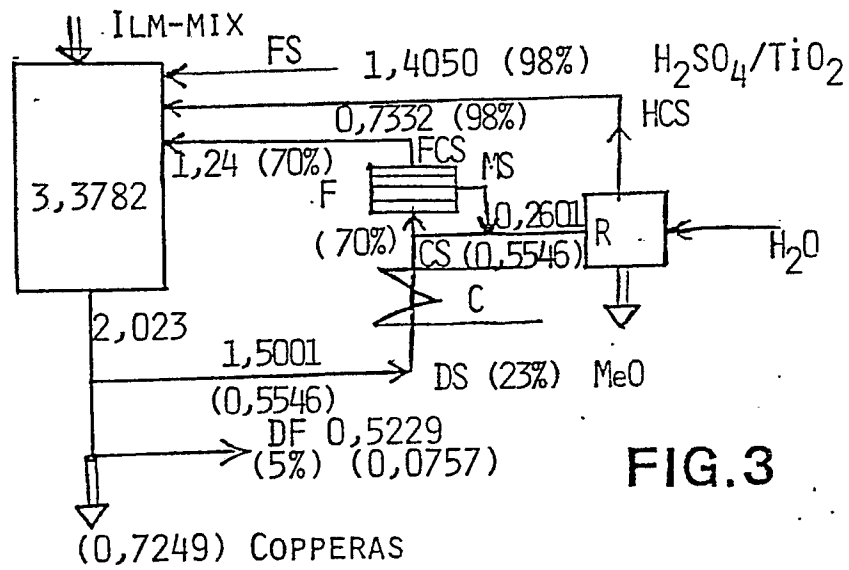 ILM-MIX
FS
1,4050 (98%) H₂SO₄/TiO₂
0,7332 (98%)
HCS
1,24 (70%)
FCS
MS
F
3,3782
0,2601
R
H₂O
(70%)
CS (0,5546)
C
2,023
1,5001
DS (23%) MeO
(0,5546)
DF 0,5229
(5%) (0,0757)
FIG.3
(0,7249) COPPERAS